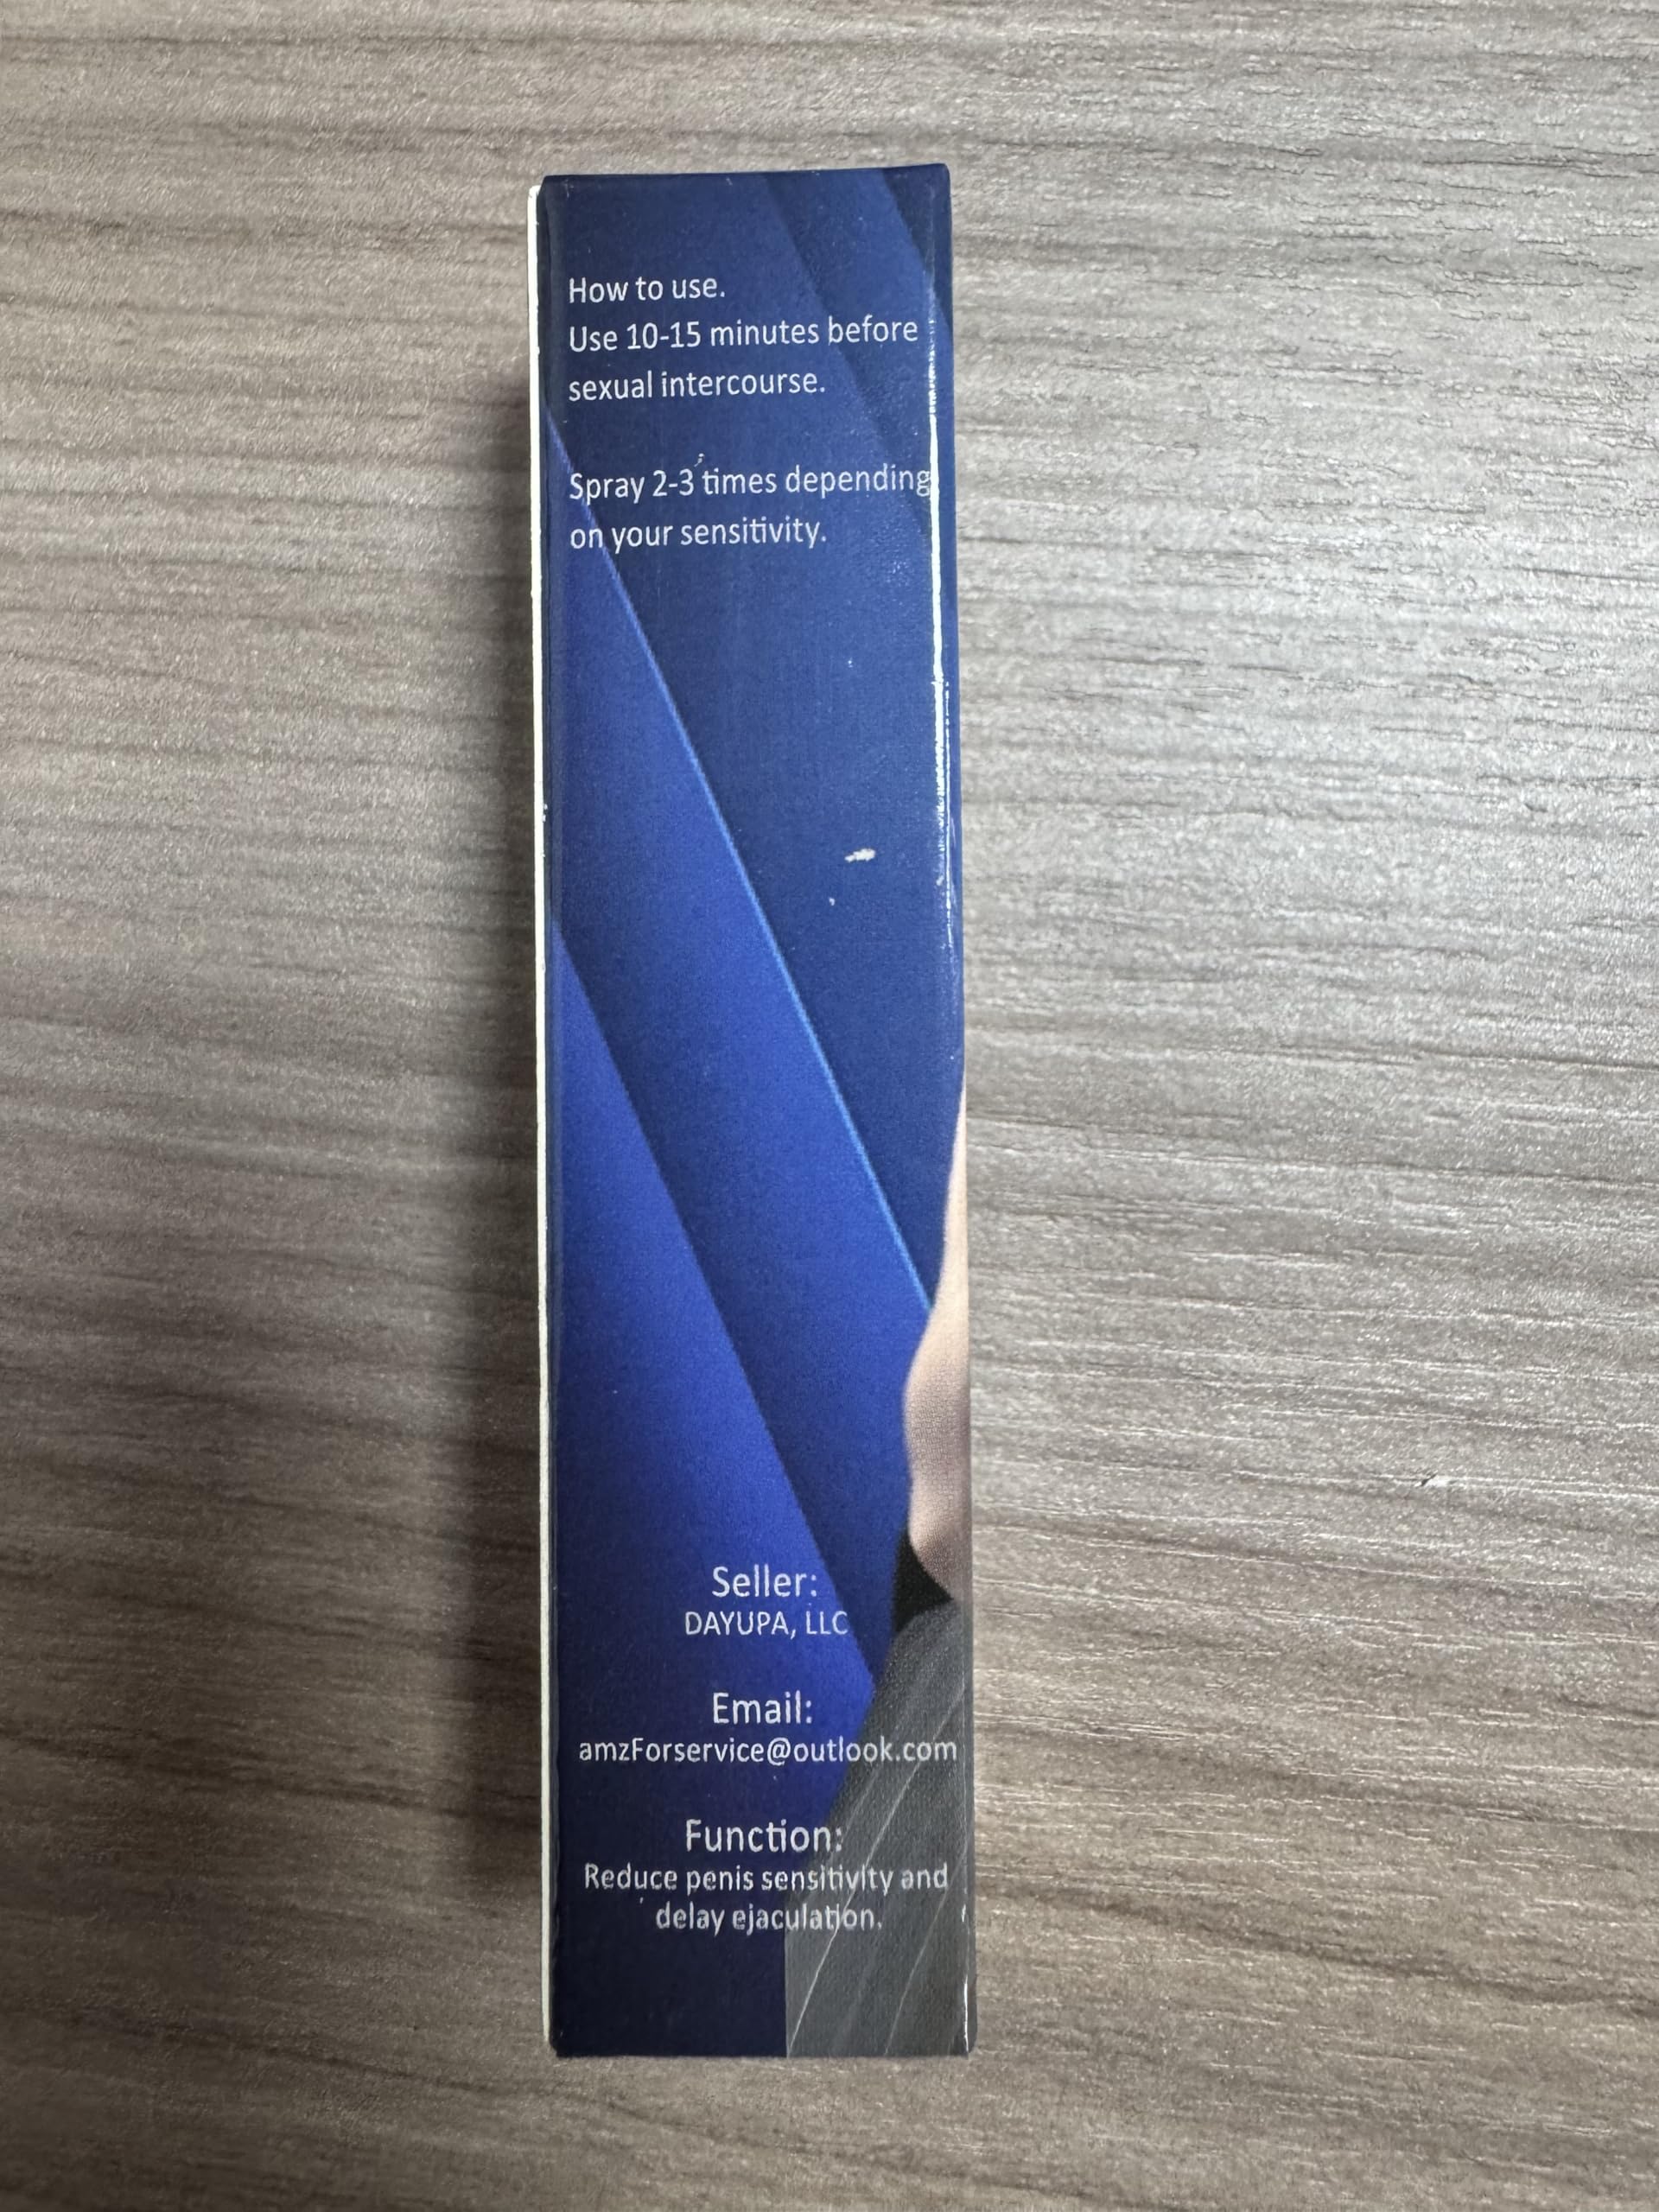 How to use.
Use 10-15 minutes before
sexual intercourse.
Spray 2-3 times depending
on your sensitivity.
Seller:
DAYUPA, LLC
Email:
amzForservice@outlook.com
Function:
Reduce penis sensitivity and
delay ejaculation.